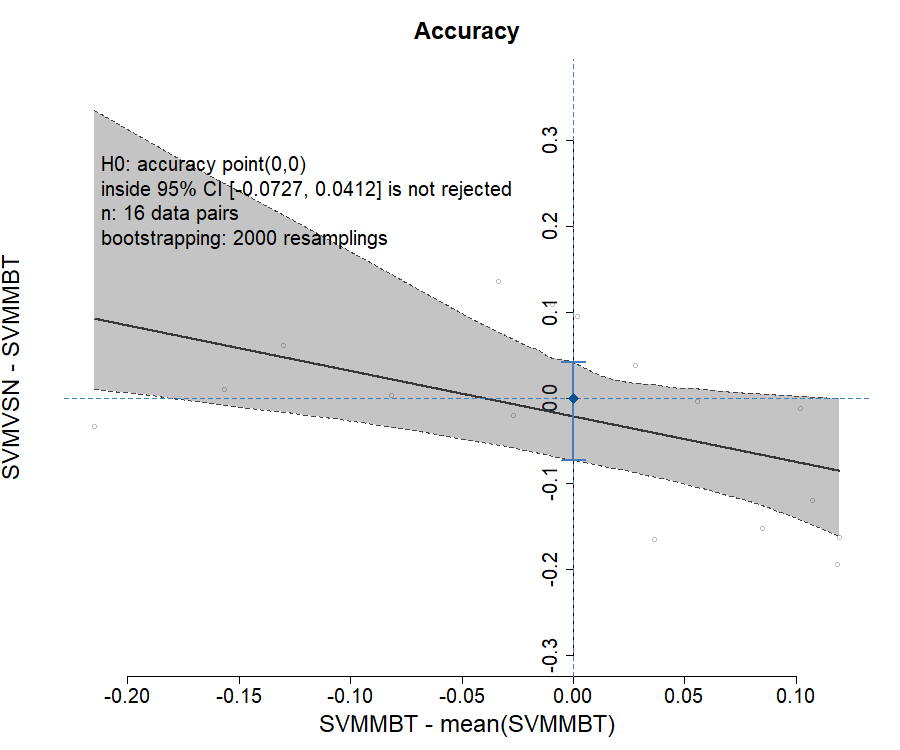 Accuracy
H0: accuracy point(0,0)
inside 95% CI [-0.0727, 0.0412] is not rejected
n: 16 data pairs
bootstrapping: 2000 resamplings
SVMVSN - SVMMBT
0.3
0.2
0.1
0.0
-0.1
-0.2
-0.3
-0.20 -0.15 -0.10 -0.05 0.00 0.05 0.10
SVMMBT - mean(SVMMBT)